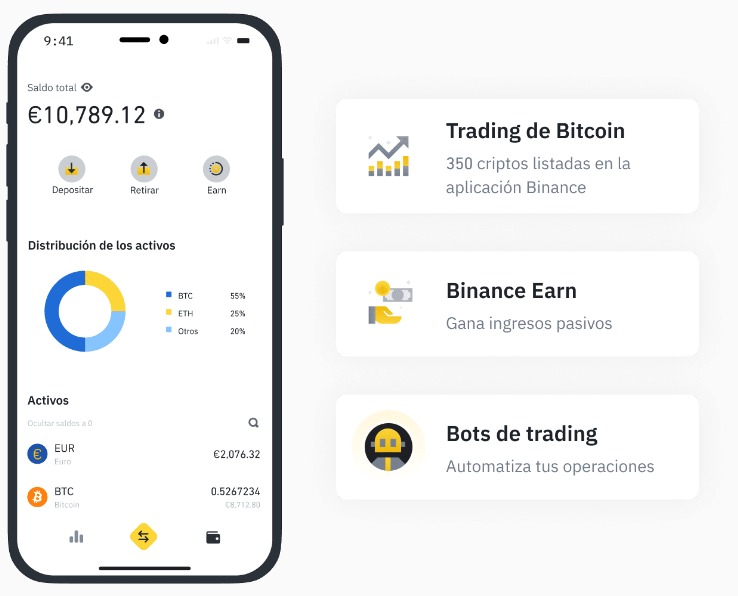 9:41
Saldo total
€10,789.12
Depositar Retirar Earn
Distribución de los activos
BTC 55%
ETH 25%
Otros 20%
Activos
Ocultar saldos a 0
EUR €2,076.32
Euro
BTC 0.5267234
Bitcoin €8,712.80
Trading de Bitcoin
350 criptos listadas en la
aplicación Binance
Binance Earn
Gana ingresos pasivos
Bots de trading
Automatiza tus operaciones